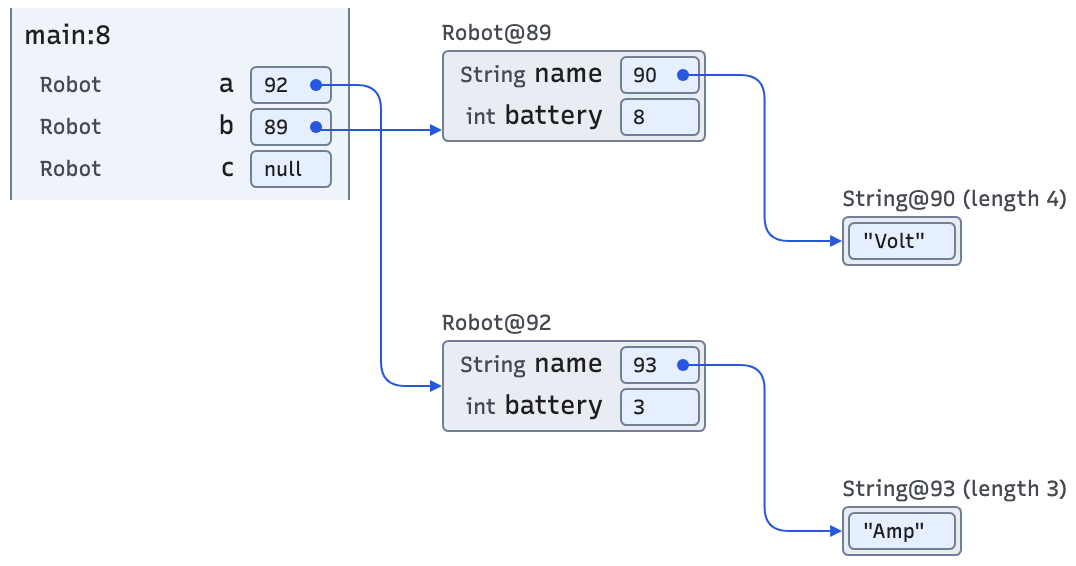 main:8
Robot a 92
Robot b 89
Robot c null
Robot@89
String name 90
int battery 8
String@90 (length 4)
"Volt"
Robot@92
String name 93
int battery 3
String@93 (length 3)
"Amp"